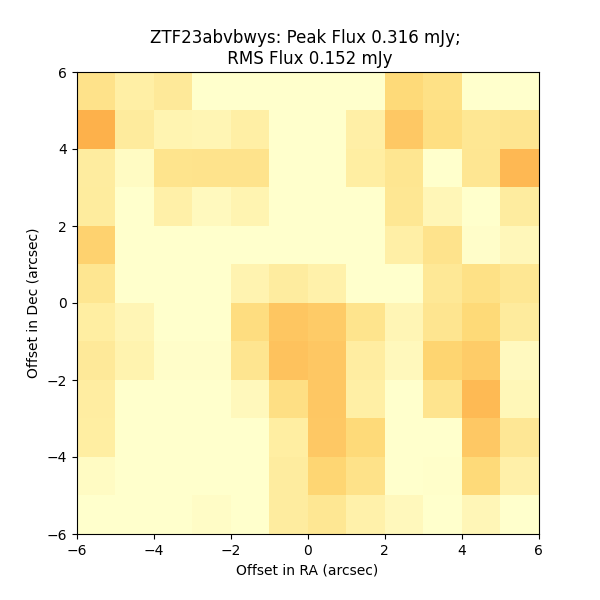 ZTF23abvbwys: Peak Flux 0.316 mJy;
RMS Flux 0.152 mJy
6
4
2
0
−2
−4
−6
Offset in Dec (arcsec)
−6 −4 −2 0 2 4 6
Offset in RA (arcsec)